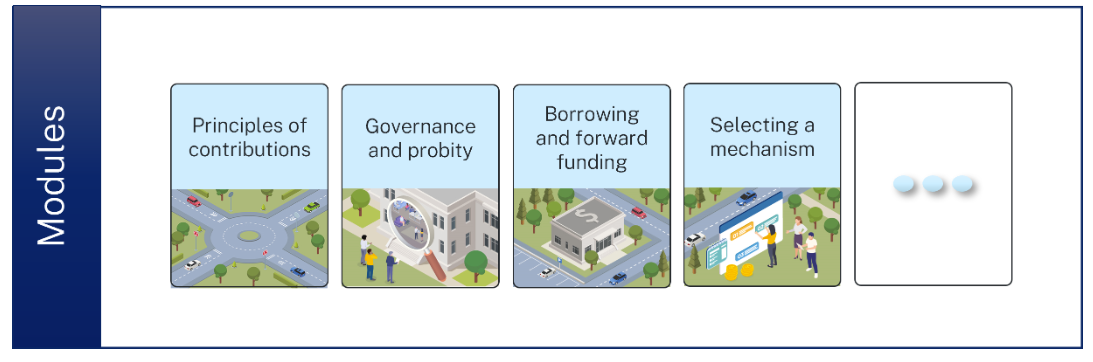 Modules
Principles of
contributions
Governance
and probity
Borrowing
and forward
funding
Selecting a
mechanism